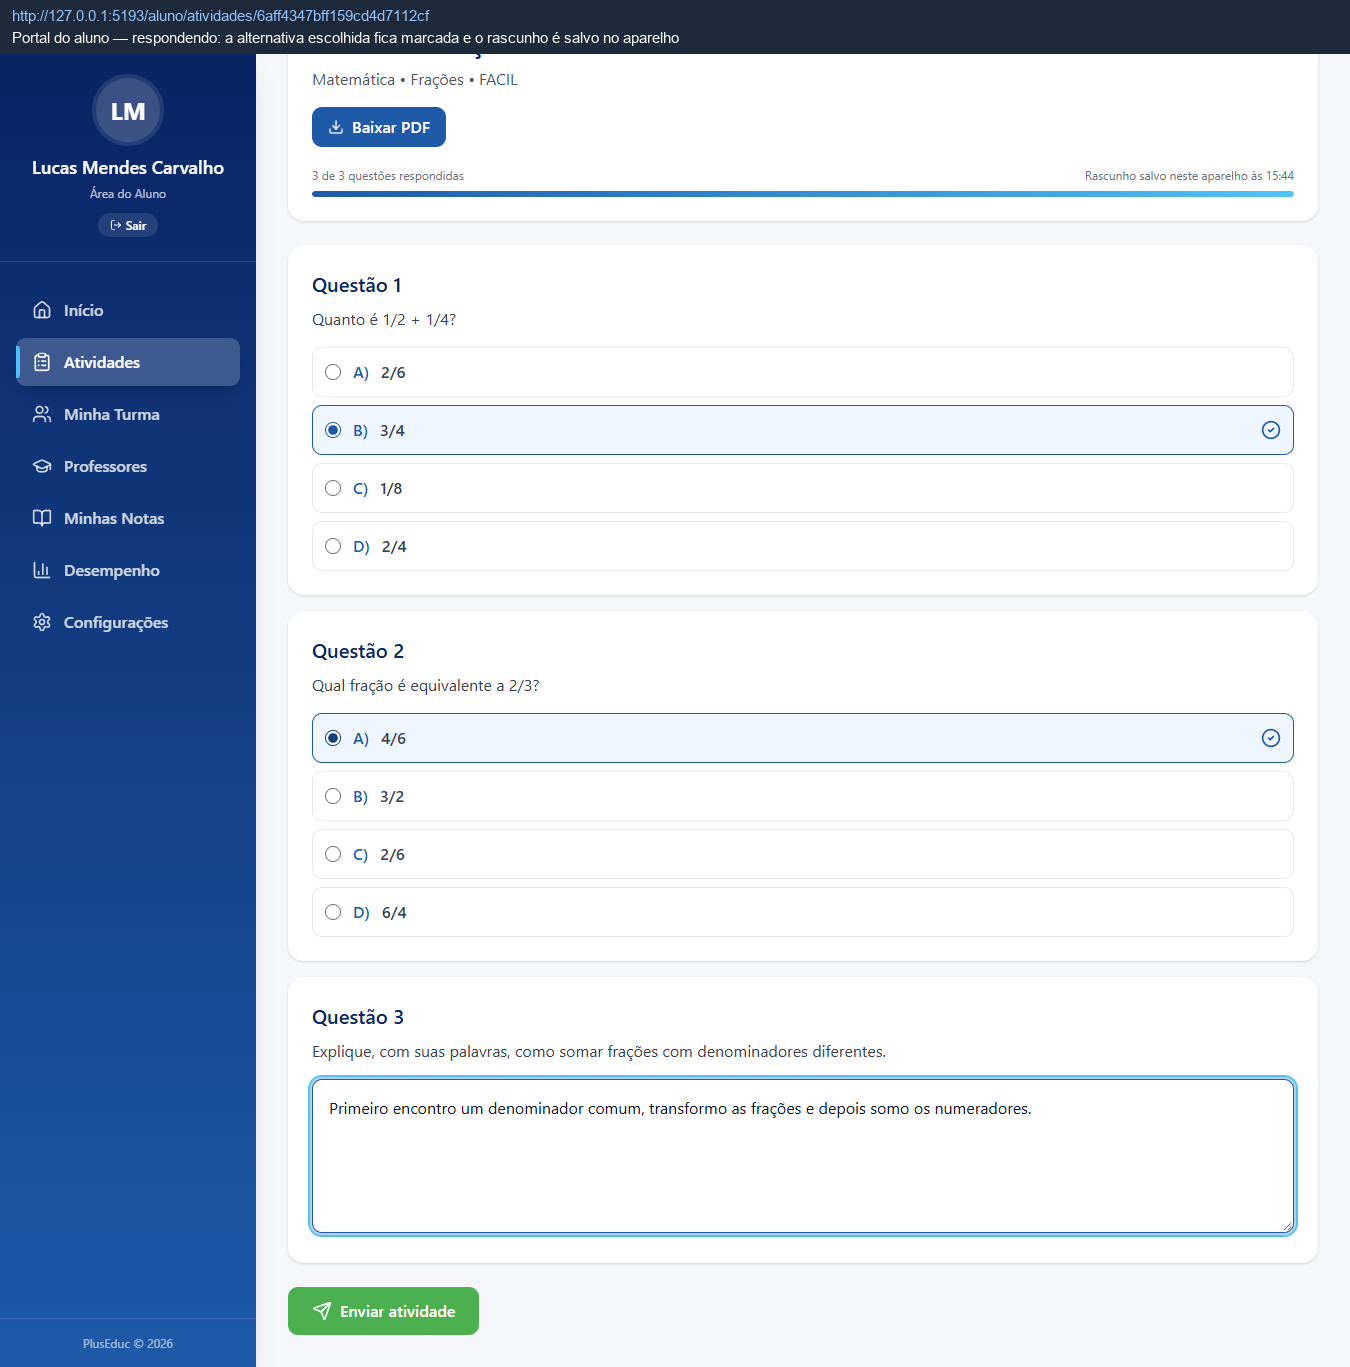 http://127.0.0.1:5193/aluno/atividades/6aff4347bff159cd4d7112cf
Portal do aluno — respondendo: a alternativa escolhida fica marcada e o rascunho é salvo no aparelho
LM
Lucas Mendes Carvalho
Área do Aluno
Sair
Início
Atividades
Minha Turma
Professores
Minhas Notas
Desempenho
Configurações
PlusEduc © 2026
Matemática • Frações • FACIL
Baixar PDF
3 de 3 questões respondidas
Rascunho salvo neste aparelho às 15:44
Questão 1
Quanto é 1/2 + 1/4?
A) 2/6
B) 3/4
C) 1/8
D) 2/4
Questão 2
Qual fração é equivalente a 2/3?
A) 4/6
B) 3/2
C) 2/6
D) 6/4
Questão 3
Explique, com suas palavras, como somar frações com denominadores diferentes.
Primeiro encontro um denominador comum, transformo as frações e depois somo os numeradores.
Enviar atividade